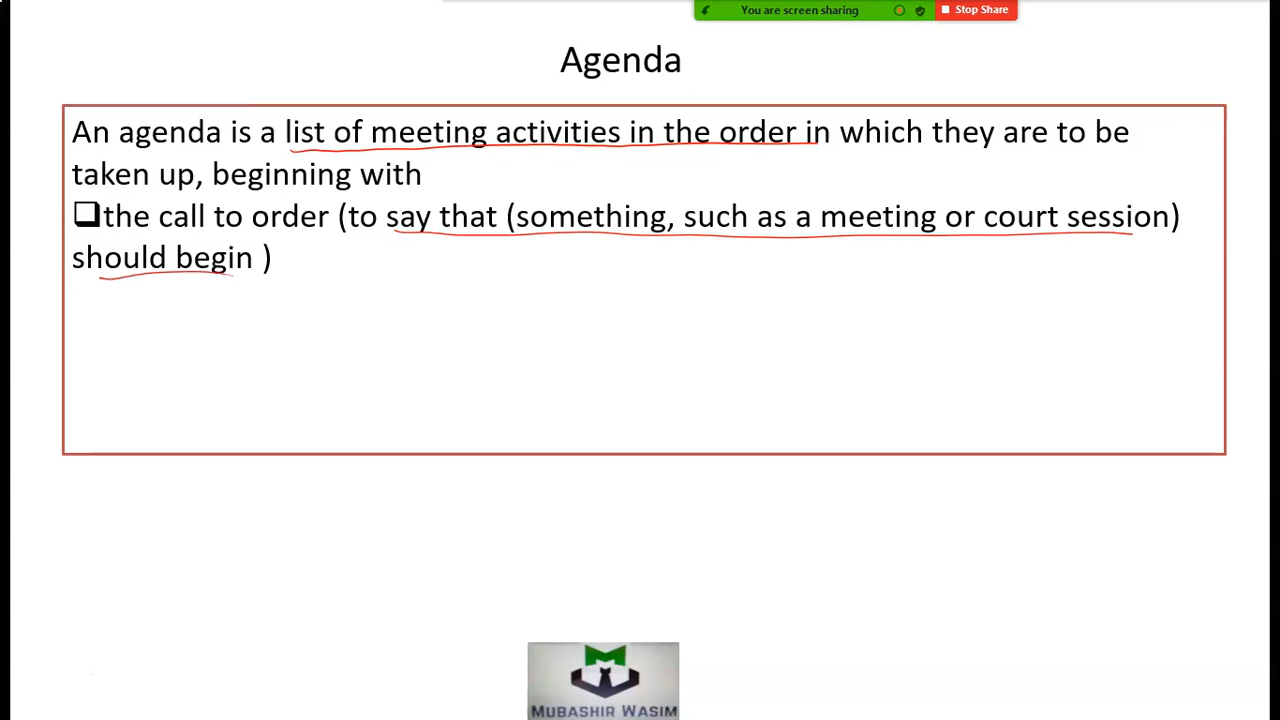 You are screen sharing
Stop Share
Agenda
An agenda is a list of meeting activities in the order in which they are to be
taken up, beginning with
the call to order (to say that (something, such as a meeting or court session)
should begin )
MUBASHIR WASIM